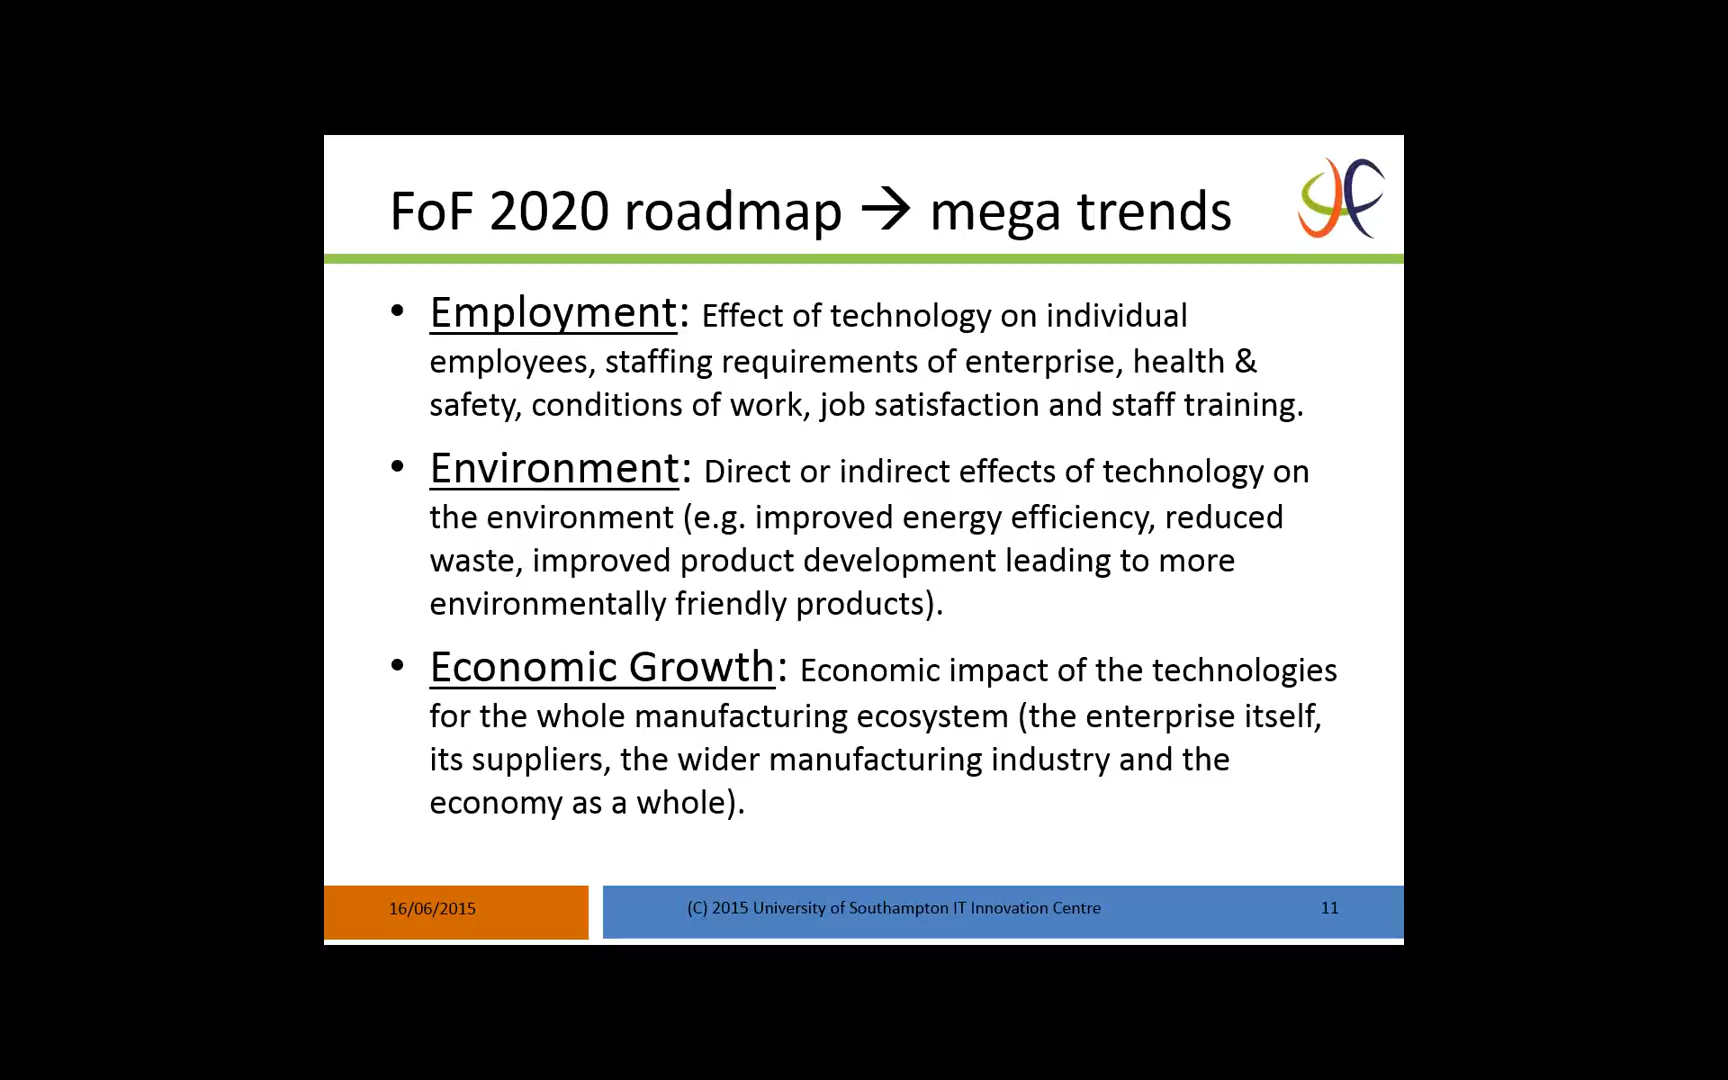 FoF 2020 roadmap → mega trends
• Employment: Effect of technology on individual
employees, staffing requirements of enterprise, health &
safety, conditions of work, job satisfaction and staff training.
• Environment: Direct or indirect effects of technology on
the environment (e.g. improved energy efficiency, reduced
waste, improved product development leading to more
environmentally friendly products).
• Economic Growth: Economic impact of the technologies
for the whole manufacturing ecosystem (the enterprise itself,
its suppliers, the wider manufacturing industry and the
economy as a whole).
16/06/2015
(C) 2015 University of Southampton IT Innovation Centre
11